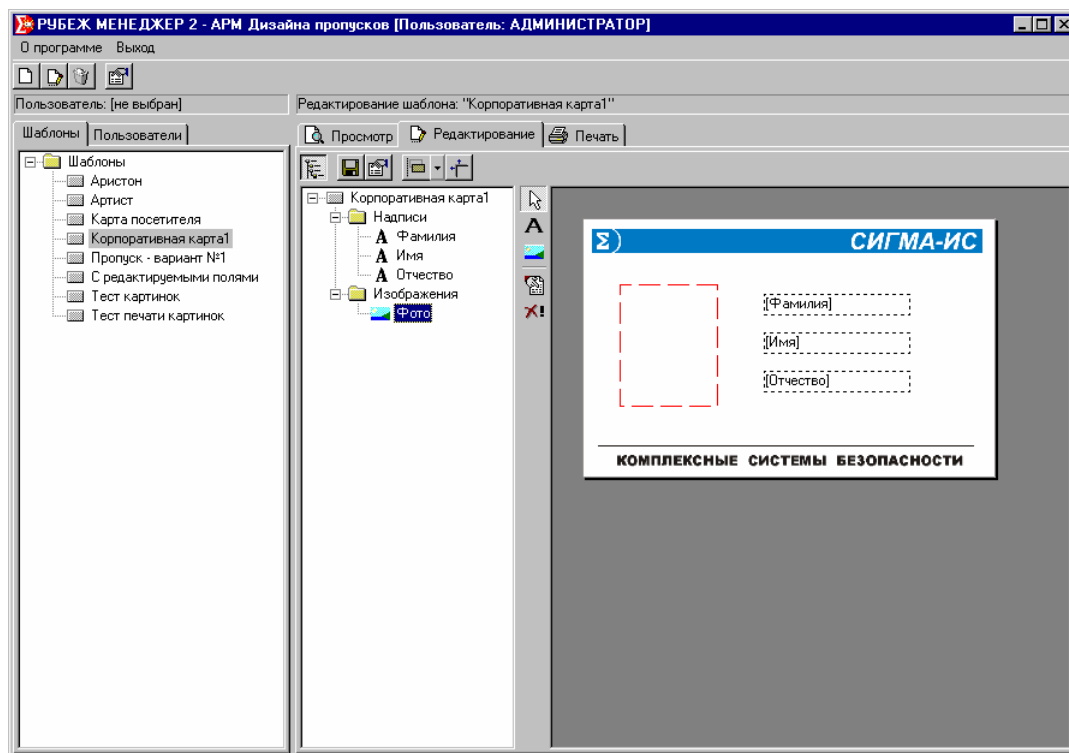 РУБЕЖ МЕНЕДЖЕР 2 - АРМ Дизайна пропусков [Пользователь: АДМИНИСТРАТОР]
О программе Выход
Пользователь: [не выбран]
Редактирование шаблона: "Корпоративная карта1"
Шаблоны Пользователи
Просмотр Редактирование Печать
Шаблоны
Аристон
Артист
Карта посетителя
Корпоративная карта1
Пропуск - вариант №1
С редактируемыми полями
Тест картинок
Тест печати картинок
Корпоративная карта1
Надписи
A Фамилия
A Имя
A Отчество
Изображения
Фото
A
Σ) СИГМА-ИС
[Фамилия]
[Имя]
[Отчество]
КОМПЛЕКСНЫЕ СИСТЕМЫ БЕЗОПАСНОСТИ